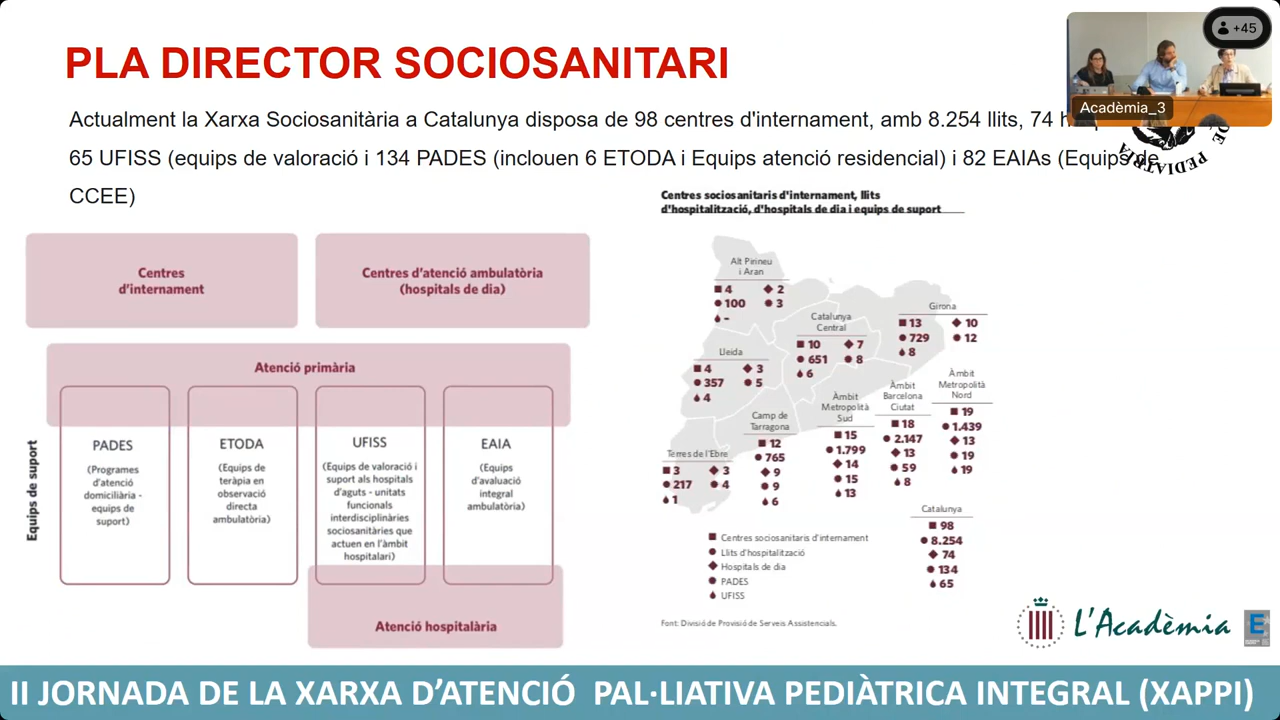 PLA DIRECTOR SOCIOSANITARI
+45
Acadèmia_3
Actualment la Xarxa Sociosanitària a Catalunya disposa de 98 centres d'internament, amb 8.254 llits, 74
65 UFISS (equips de valoració i 134 PADES (inclouen 6 ETODA i Equips atenció residencial) i 82 EAIAs (Equips de
CCEE)
DE PEDIATRIA
Centres d'internament
Centres d'atenció ambulatòria
(hospitals de dia)
Atenció primària
Equips de suport
PADES
(Programes
d'atenció
domiciliària -
equips de
suport)
ETODA
(Equips de
teràpia en
observació
directa
ambulatòria)
UFISS
(Equips de valoració i
suport als hospitals
d'aguts - unitats
funcionals
interdisciplinàries
sociosanitàries que
actuen en l'àmbit
hospitalari)
EAIA
(Equips
d'avaluació
integral
ambulatòria)
Atenció hospitalària
Centres sociosanitaris d'internament, llits
d'hospitalització, d'hospitals de dia i equips de suport
Alt Pirineu
i Aran
4 2
100 3
-
Catalunya
Central
10 7
651 8
6
Girona
13 10
729 12
8
Lleida
4 3
357 5
4
Camp de
Tarragona
12
765
9
9
6
Àmbit
Metropolità
Sud
15
1.799
14
15
13
Àmbit
Barcelona
Ciutat
18
2.147
13
59
8
Àmbit
Metropolità
Nord
19
1.439
13
19
19
Terres de l'Ebre
3 3
217 4
1
Catalunya
98
8.254
74
134
65
Centres sociosanitaris d'internament
Llits d'hospitalització
Hospitals de dia
PADES
UFISS
Font: Divisió de Provisió de Serveis Assistencials.
L'Acadèmia
E
II JORNADA DE LA XARXA D'ATENCIÓ PAL·LIATIVA PEDIÀTRICA INTEGRAL (XAPPI)